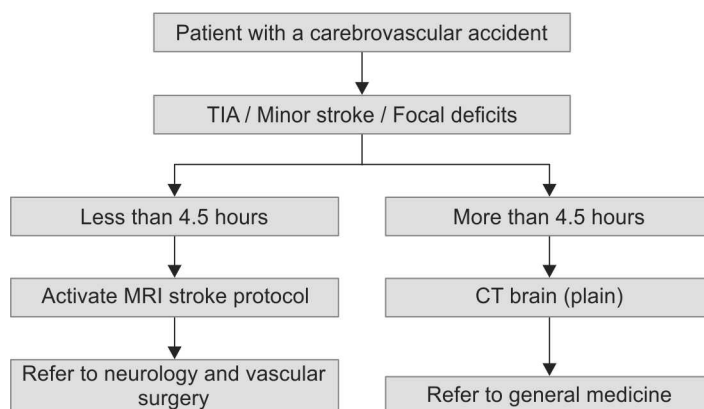 Patient with a carebrovascular accident
TIA / Minor stroke / Focal deficits
Less than 4.5 hours
More than 4.5 hours
Activate MRI stroke protocol
CT brain (plain)
Refer to neurology and vascular
surgery
Refer to general medicine